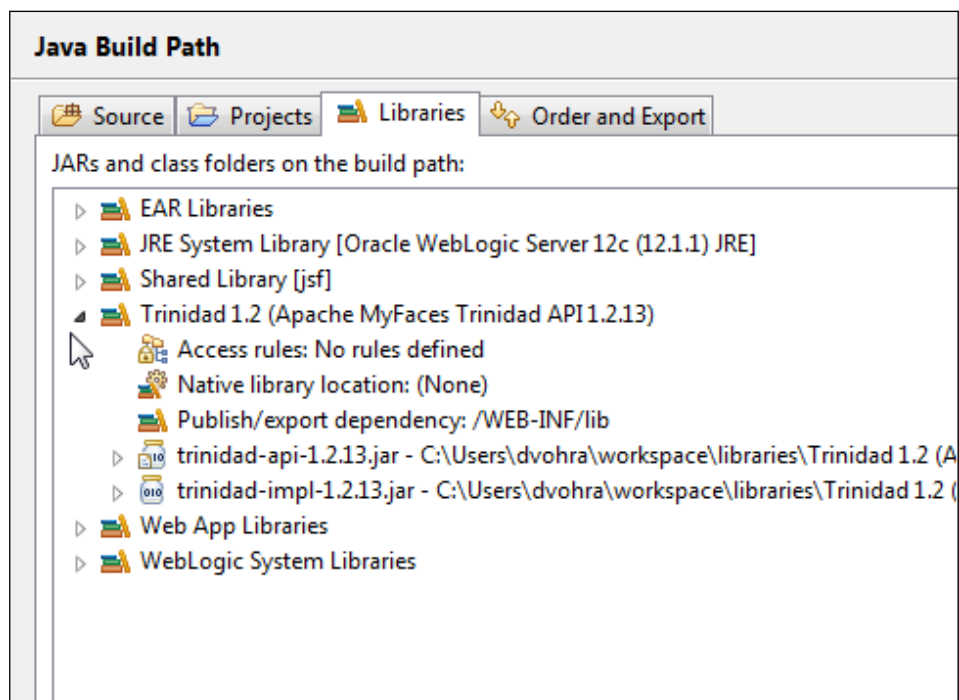 Java Build Path
Source Projects Libraries Order and Export
JARs and class folders on the build path:
EAR Libraries
JRE System Library [Oracle WebLogic Server 12c (12.1.1) JRE]
Shared Library [jsf]
Trinidad 1.2 (Apache MyFaces Trinidad API 1.2.13)
Access rules: No rules defined
Native library location: (None)
Publish/export dependency: /WEB-INF/lib
trinidad-api-1.2.13.jar - C:\Users\dvohra\workspace\libraries\Trinidad 1.2 (A
trinidad-impl-1.2.13.jar - C:\Users\dvohra\workspace\libraries\Trinidad 1.2 (
Web App Libraries
WebLogic System Libraries